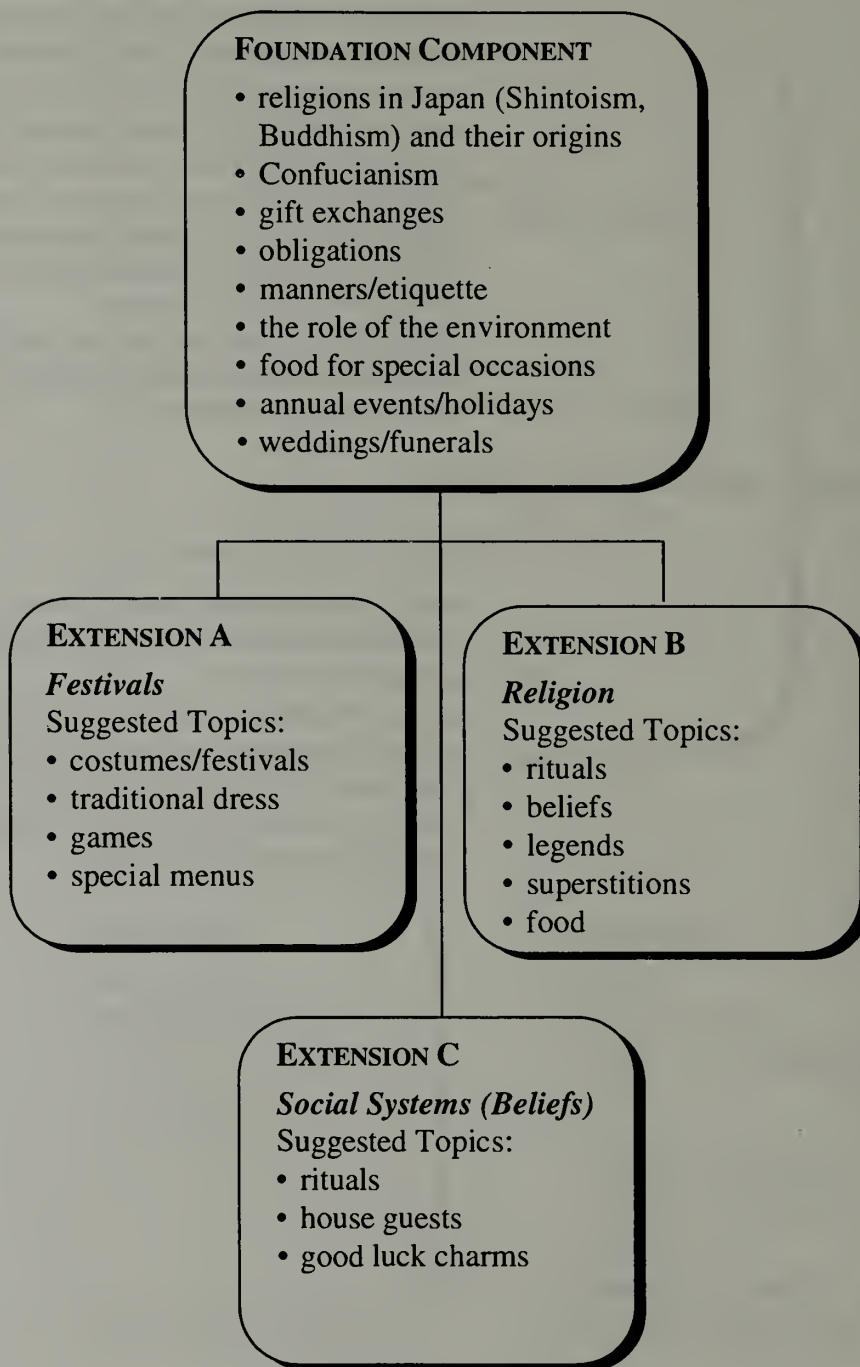 FOUNDATION COMPONENT
• religions in Japan (Shintoism,
Buddhism) and their origins
• Confucianism
• gift exchanges
• obligations
• manners/etiquette
• the role of the environment
• food for special occasions
• annual events/holidays
• weddings/funerals
EXTENSION A
Festivals
Suggested Topics:
• costumes/festivals
• traditional dress
• games
• special menus
EXTENSION B
Religion
Suggested Topics:
• rituals
• beliefs
• legends
• superstitions
• food
EXTENSION C
Social Systems (Beliefs)
Suggested Topics:
• rituals
• house guests
• good luck charms